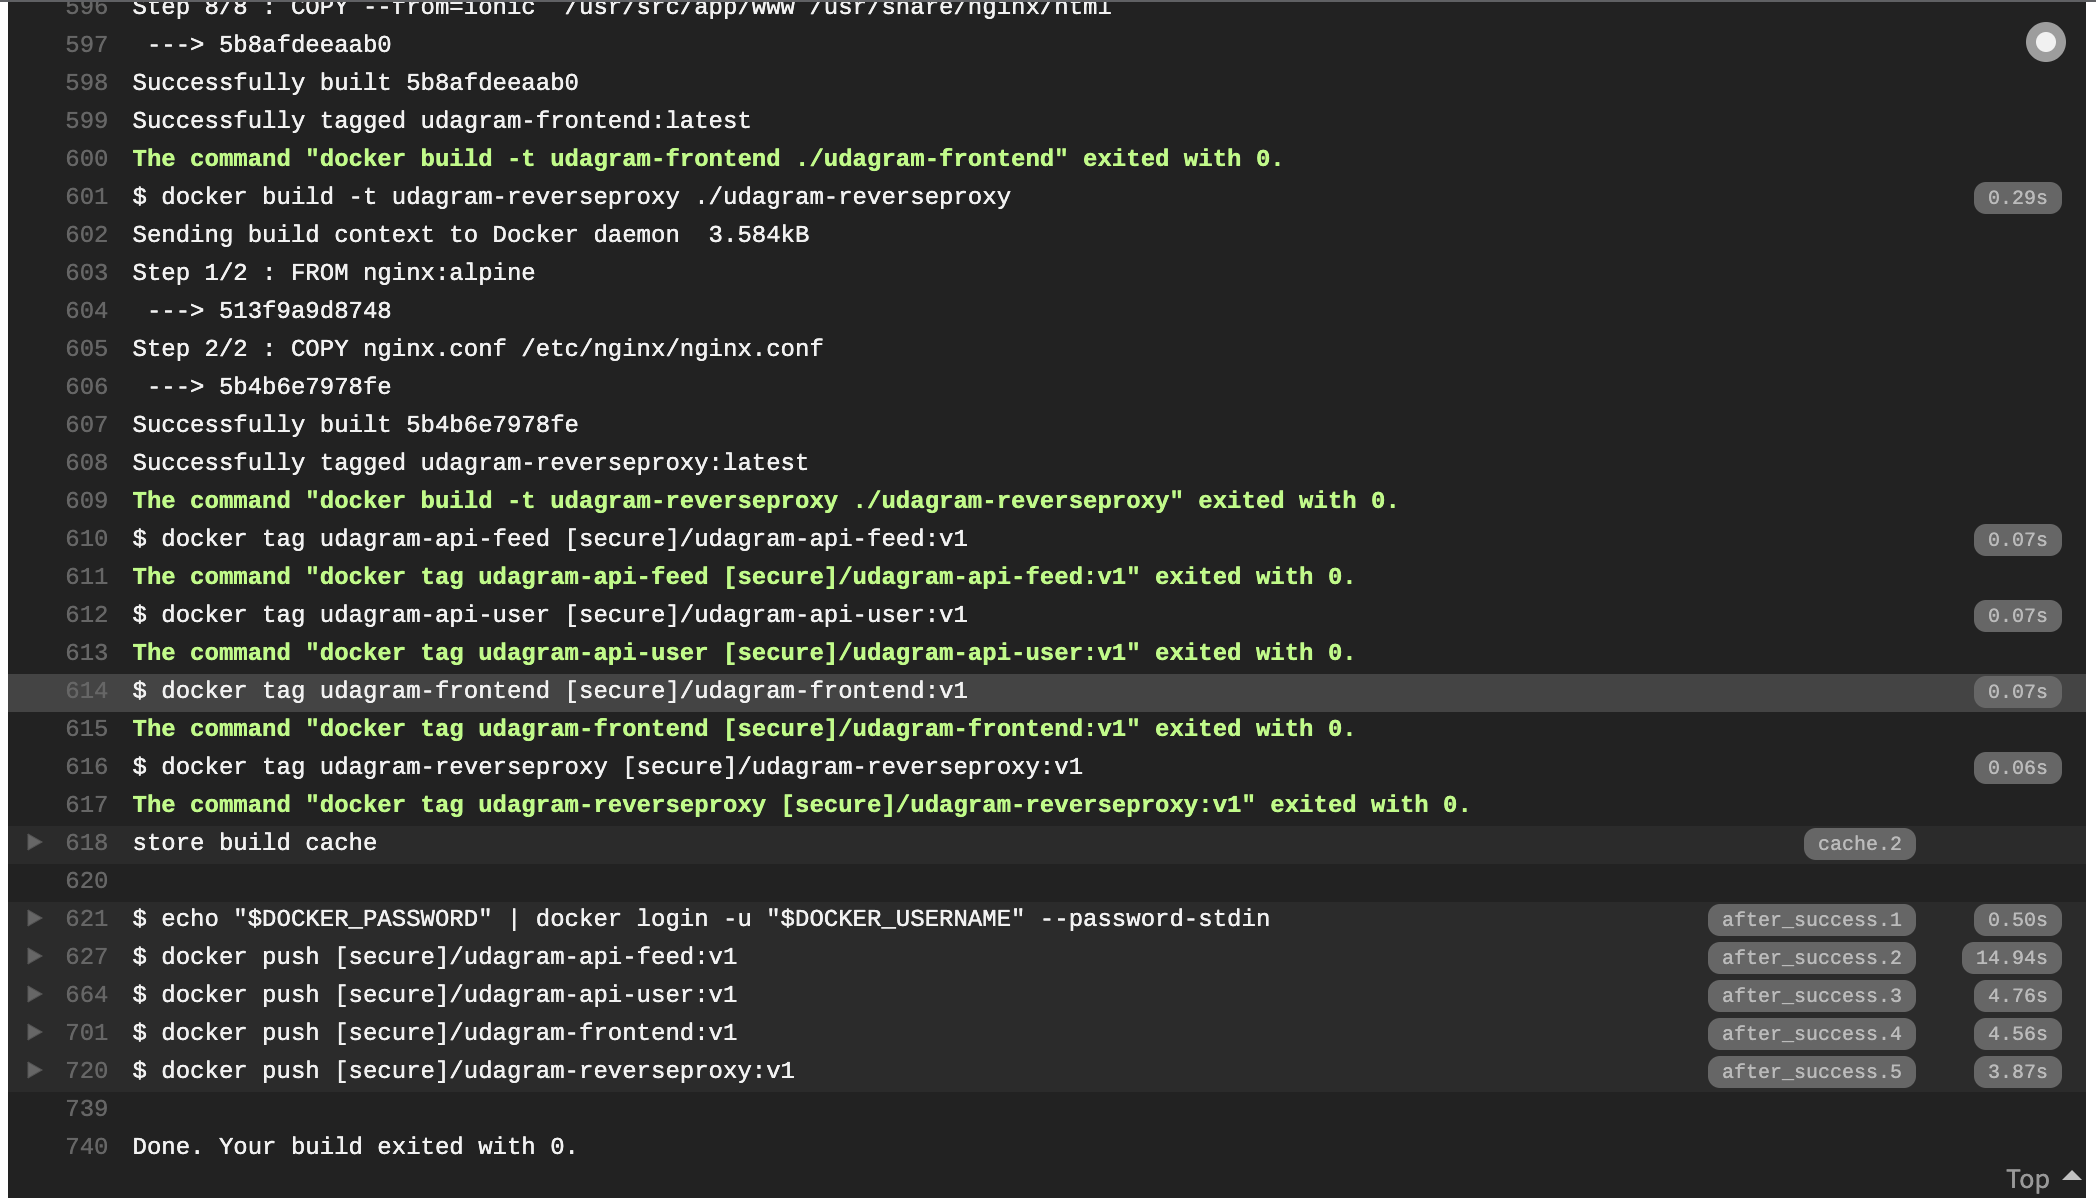 596 Step 8/8 : COPY --from=ionic  /usr/src/app/www /usr/share/nginx/html
597  ---> 5b8afdeeaab0
598 Successfully built 5b8afdeeaab0
599 Successfully tagged udagram-frontend:latest
600 The command "docker build -t udagram-frontend ./udagram-frontend" exited with 0.
601 $ docker build -t udagram-reverseproxy ./udagram-reverseproxy 0.29s
602 Sending build context to Docker daemon  3.584kB
603 Step 1/2 : FROM nginx:alpine
604  ---> 513f9a9d8748
605 Step 2/2 : COPY nginx.conf /etc/nginx/nginx.conf
606  ---> 5b4b6e7978fe
607 Successfully built 5b4b6e7978fe
608 Successfully tagged udagram-reverseproxy:latest
609 The command "docker build -t udagram-reverseproxy ./udagram-reverseproxy" exited with 0.
610 $ docker tag udagram-api-feed [secure]/udagram-api-feed:v1 0.07s
611 The command "docker tag udagram-api-feed [secure]/udagram-api-feed:v1" exited with 0.
612 $ docker tag udagram-api-user [secure]/udagram-api-user:v1 0.07s
613 The command "docker tag udagram-api-user [secure]/udagram-api-user:v1" exited with 0.
614 $ docker tag udagram-frontend [secure]/udagram-frontend:v1 0.07s
615 The command "docker tag udagram-frontend [secure]/udagram-frontend:v1" exited with 0.
616 $ docker tag udagram-reverseproxy [secure]/udagram-reverseproxy:v1 0.06s
617 The command "docker tag udagram-reverseproxy [secure]/udagram-reverseproxy:v1" exited with 0.
618 store build cache cache.2
620
621 $ echo "$DOCKER_PASSWORD" | docker login -u "$DOCKER_USERNAME" --password-stdin after_success.1 0.50s
627 $ docker push [secure]/udagram-api-feed:v1 after_success.2 14.94s
664 $ docker push [secure]/udagram-api-user:v1 after_success.3 4.76s
701 $ docker push [secure]/udagram-frontend:v1 after_success.4 4.56s
720 $ docker push [secure]/udagram-reverseproxy:v1 after_success.5 3.87s
739
740 Done. Your build exited with 0.
Top